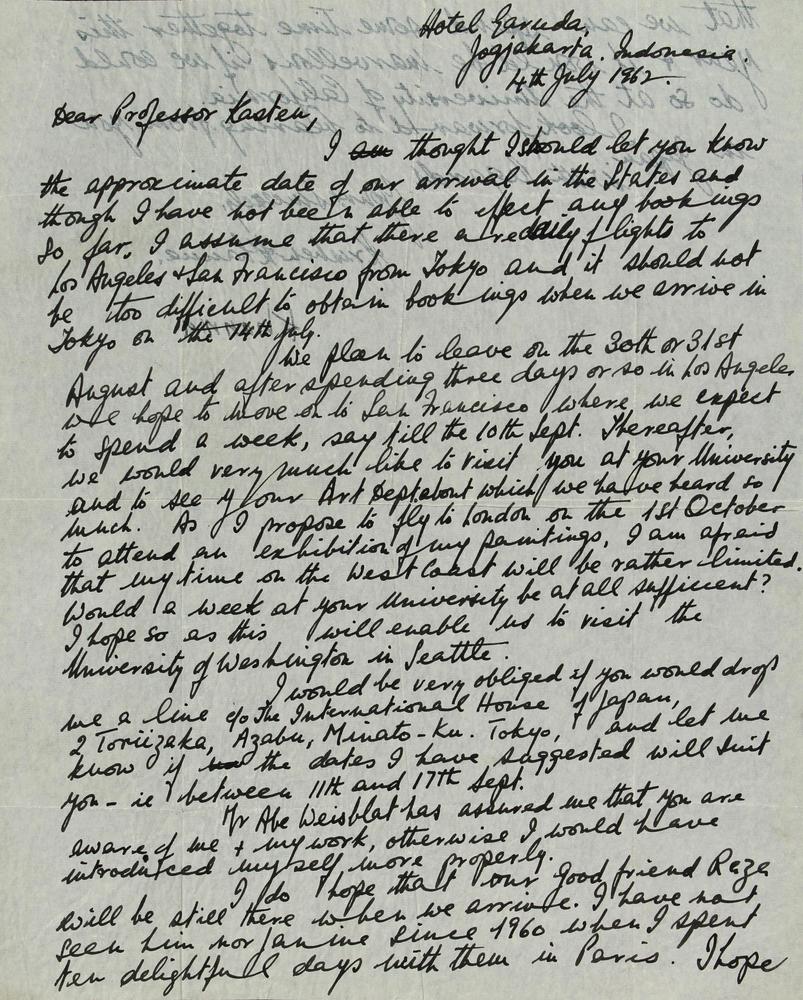 Hotel Garuda,
Jogjakarta. Indonesia.
4th July 1962.
Dear Professor Kasten,
I am thought I should let you know
the approximate date of our arrival in the States and
though I have not been able to effect any bookings
so far, I assume that there are daily flights to
Los Angeles & San Francisco from Tokyo and it should not
be too difficult to obtain bookings when we arrive in
Tokyo on the 14th July.
We plan to leave on the 30th or 31st
August and after spending three days or so in Los Angeles
we hope to move on to San Francisco where we expect
to spend a week, say till the 10th Sept. Thereafter,
we would very much like to visit you at your University
and to see your Art Dept about which we have heard so
much. As I propose to fly to London on the 1st October
to attend an exhibition of my paintings, I am afraid
that my time on the West Coast will be rather limited.
Would a week at your University be at all sufficient?
I hope so as this will enable us to visit the
University of Washington in Seattle.
I would be very obliged if you would drop
me a line c/o The International House of Japan,
2 Toriizaka, Azabu, Minato-Ku. Tokyo, and let me
know if the dates I have suggested will suit
you - ie between 11th and 17th Sept.
Mr Abe Weisblat has assured me that you are
aware of me + my work, otherwise I would have
introduced myself more properly.
I do hope that our good friend Raza
will be still there when we arrive. I have not
seen him nor Janine since 1960 when I spent
ten delightful days with them in Paris. I hope